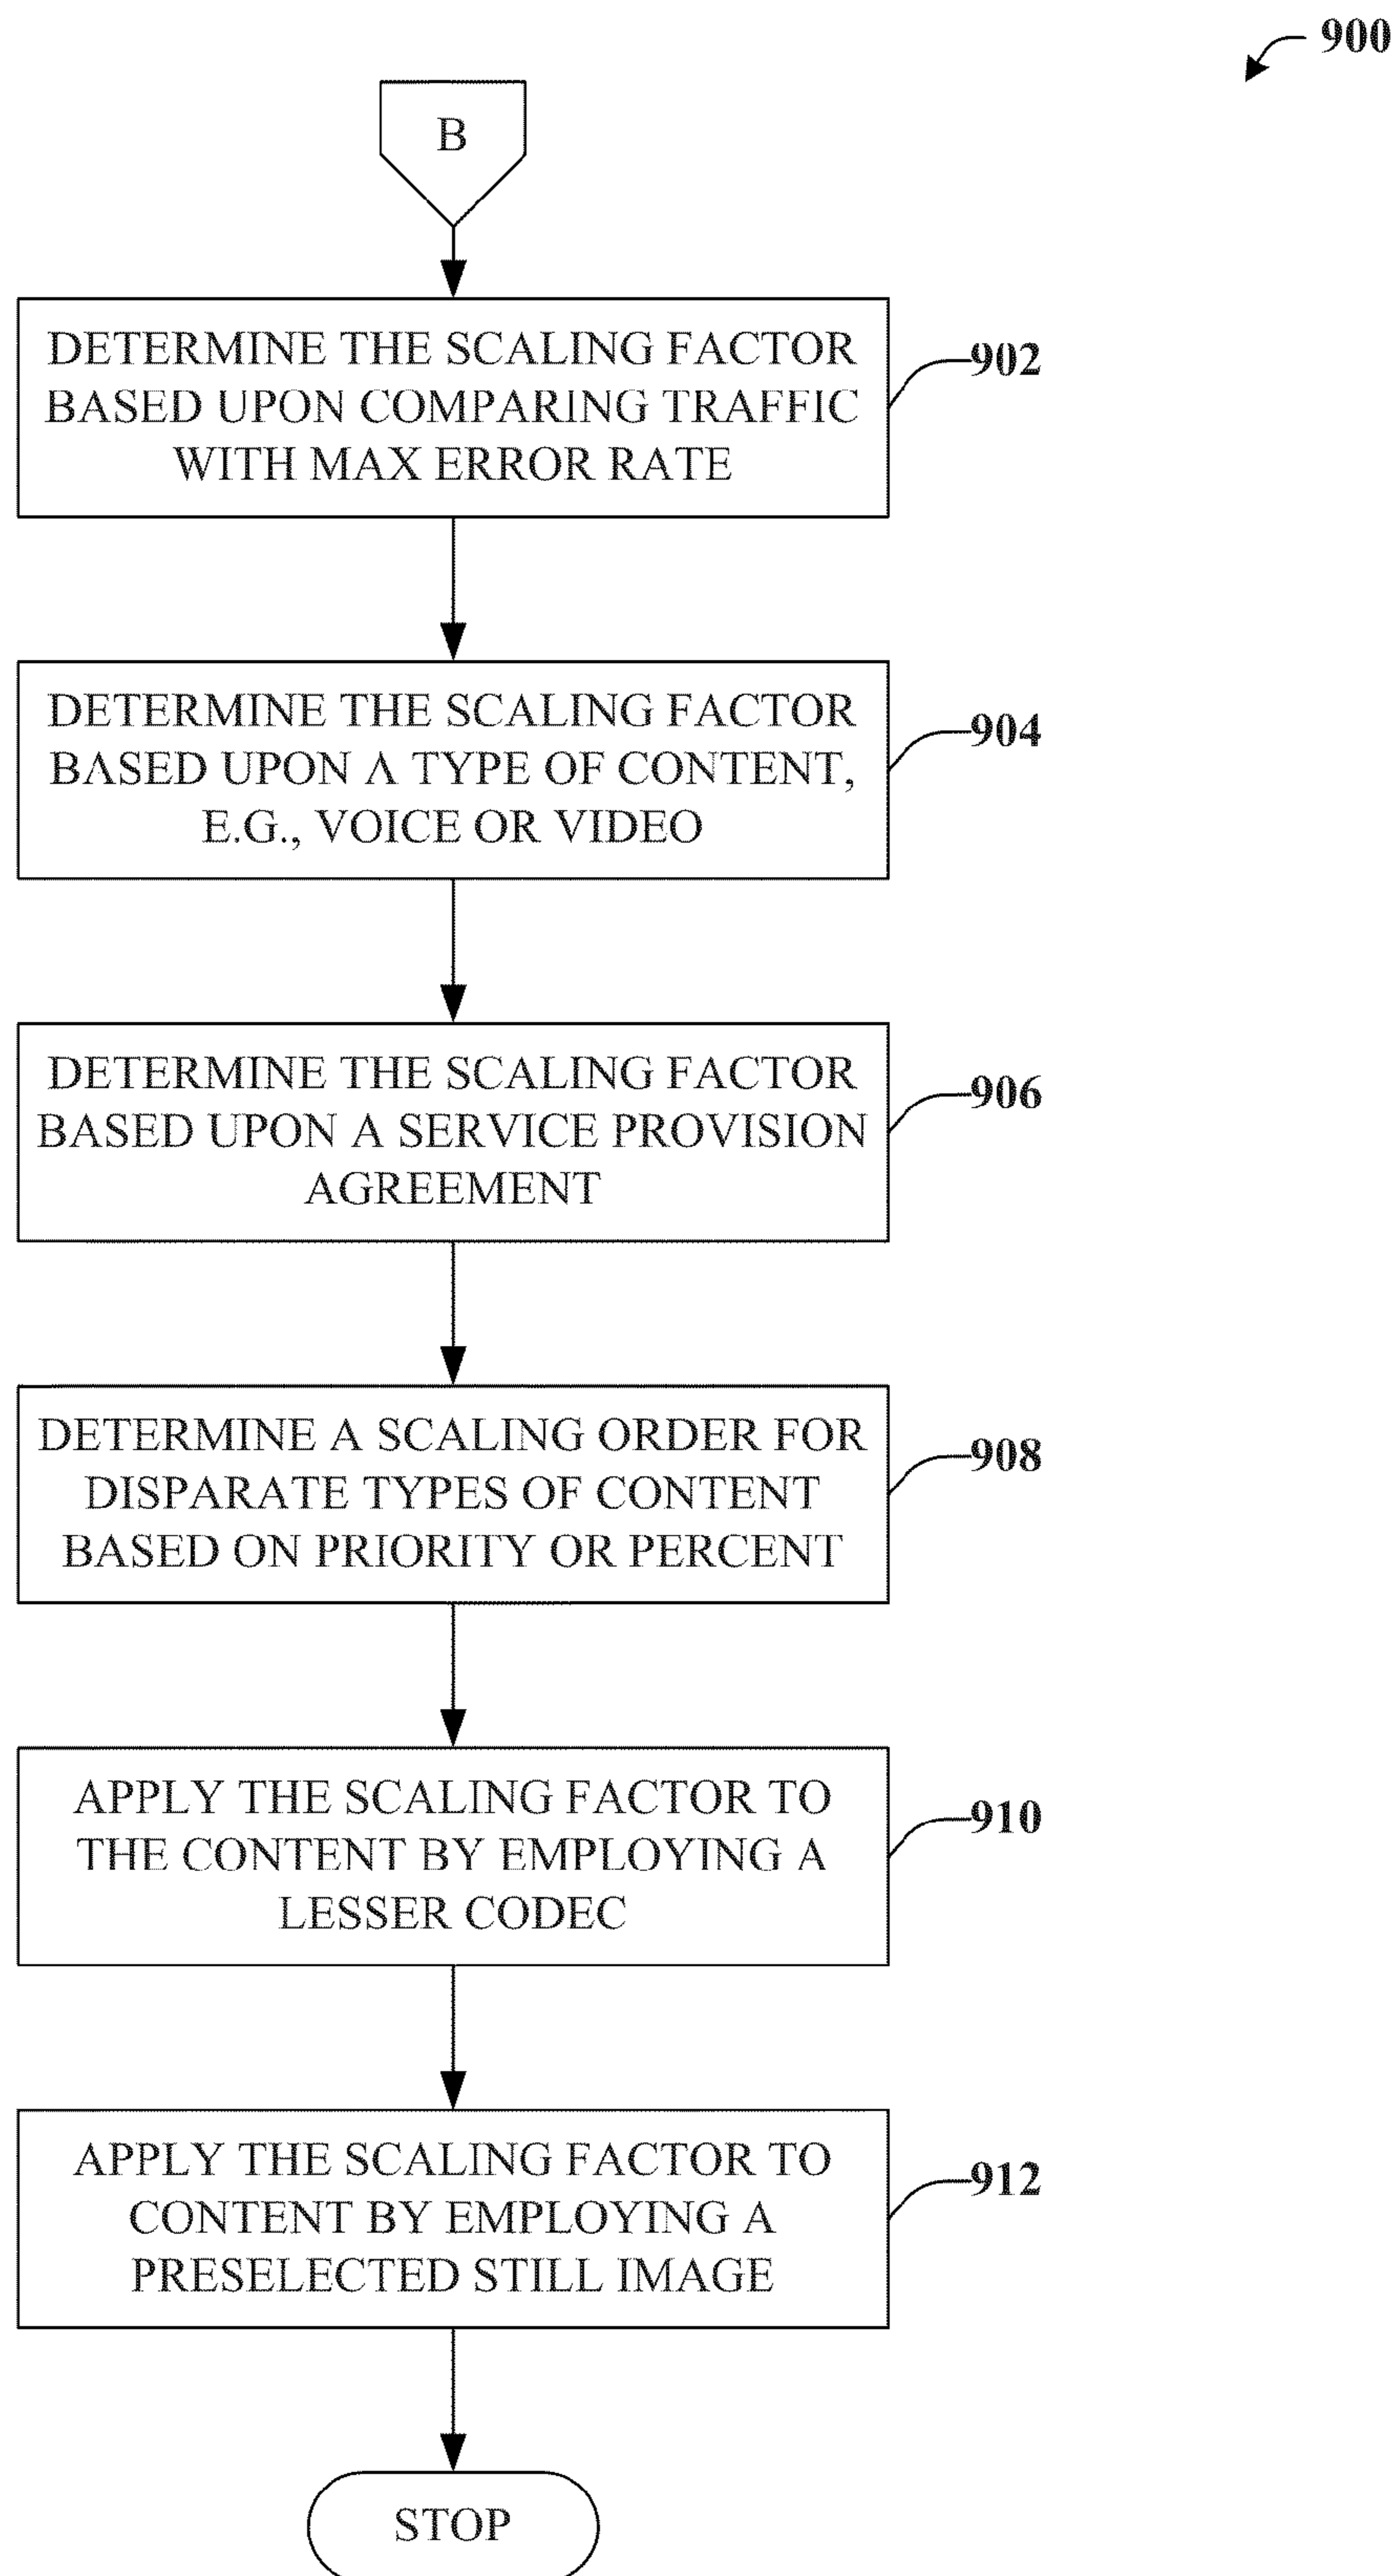 900
B
DETERMINE THE SCALING FACTOR
BASED UPON COMPARING TRAFFIC
WITH MAX ERROR RATE
902
DETERMINE THE SCALING FACTOR
BASED UPON A TYPE OF CONTENT,
E.G., VOICE OR VIDEO
904
DETERMINE THE SCALING FACTOR
BASED UPON A SERVICE PROVISION
AGREEMENT
906
DETERMINE A SCALING ORDER FOR
DISPARATE TYPES OF CONTENT
BASED ON PRIORITY OR PERCENT
908
APPLY THE SCALING FACTOR TO
THE CONTENT BY EMPLOYING A
LESSER CODEC
910
APPLY THE SCALING FACTOR TO
CONTENT BY EMPLOYING A
PRESELECTED STILL IMAGE
912
STOP